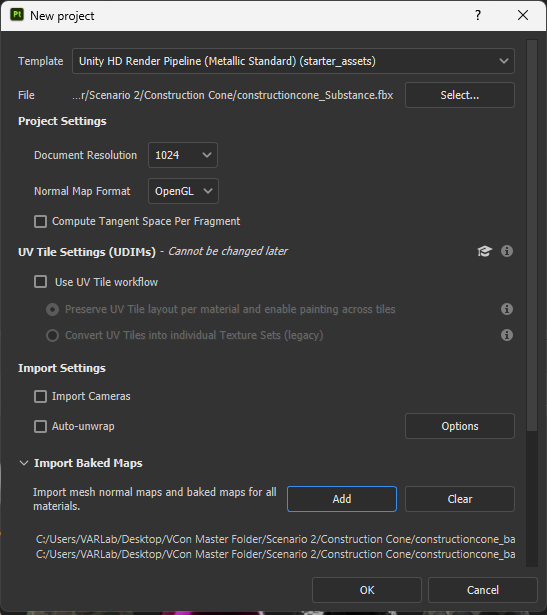 Pt New project ?
Template Unity HD Render Pipeline (Metallic Standard) (starter_assets)
File ...r/Scenario 2/Construction Cone/constructioncone_Substance.fbx Select...
Project Settings
Document Resolution 1024
Normal Map Format OpenGL
Compute Tangent Space Per Fragment
UV Tile Settings (UDIMs) - Cannot be changed later
Use UV Tile workflow
Preserve UV Tile layout per material and enable painting across tiles
Convert UV Tiles into individual Texture Sets (legacy)
Import Settings
Import Cameras
Auto-unwrap Options
Import Baked Maps
Import mesh normal maps and baked maps for all
materials.
Add Clear
C:/Users/VARLab/Desktop/VCon Master Folder/Scenario 2/Construction Cone/constructioncone_ba
C:/Users/VARLab/Desktop/VCon Master Folder/Scenario 2/Construction Cone/constructioncone_ba
OK Cancel